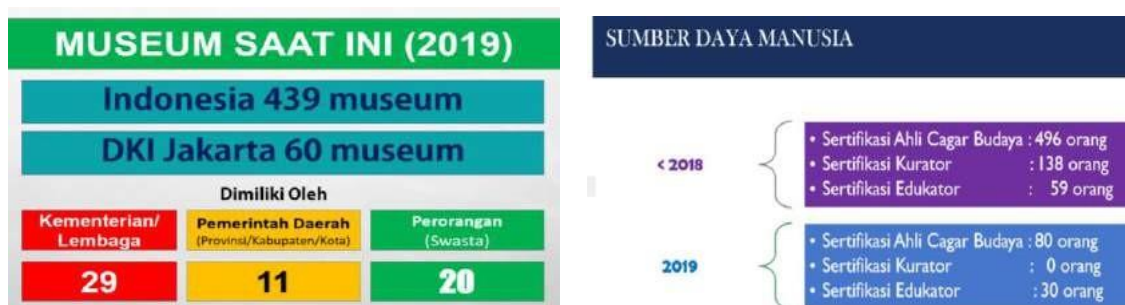 MUSEUM SAAT INI (2019)
Indonesia 439 museum
DKI Jakarta 60 museum
Dimiliki Oleh
Kementerian/
Lembaga
Pemerintah Daerah
(Provinsi/Kabupaten/Kota)
Perorangan
(Swasta)
29
11
20
SUMBER DAYA MANUSIA
< 2018
• Sertifikasi Ahli Cagar Budaya : 496 orang
• Sertifikasi Kurator : 138 orang
• Sertifikasi Edukator : 59 orang
2019
• Sertifikasi Ahli Cagar Budaya : 80 orang
• Sertifikasi Kurator : 0 orang
• Sertifikasi Edukator : 30 orang